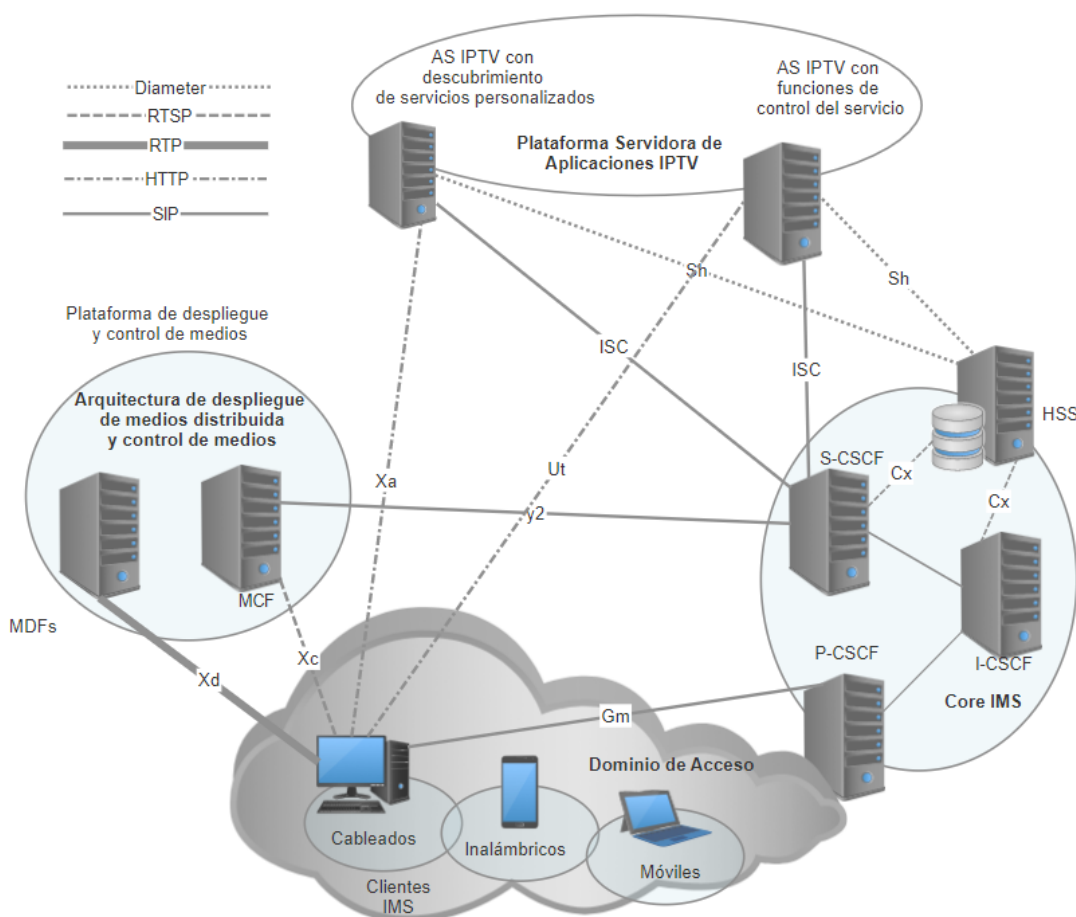 AS IPTV con
descubrimiento
de servicios personalizados
AS IPTV con
funciones de
control del servicio
Diameter
RTSP
RTP
HTTP
SIP
Plataforma Servidora de
Aplicaciones IPTV
Sh
Sh
Plataforma de despliegue
y control de medios
ISC
ISC
Arquitectura de despliegue
de medios distribuida
y control de medios
HSS
S-CSCF
Cx
Cx
Xa
Ut
y2
MCF
MDFs
Xc
Xd
P-CSCF
I-CSCF
Core IMS
Gm
Dominio de Acceso
Cableados
Inalámbricos
Móviles
Clientes
IMS